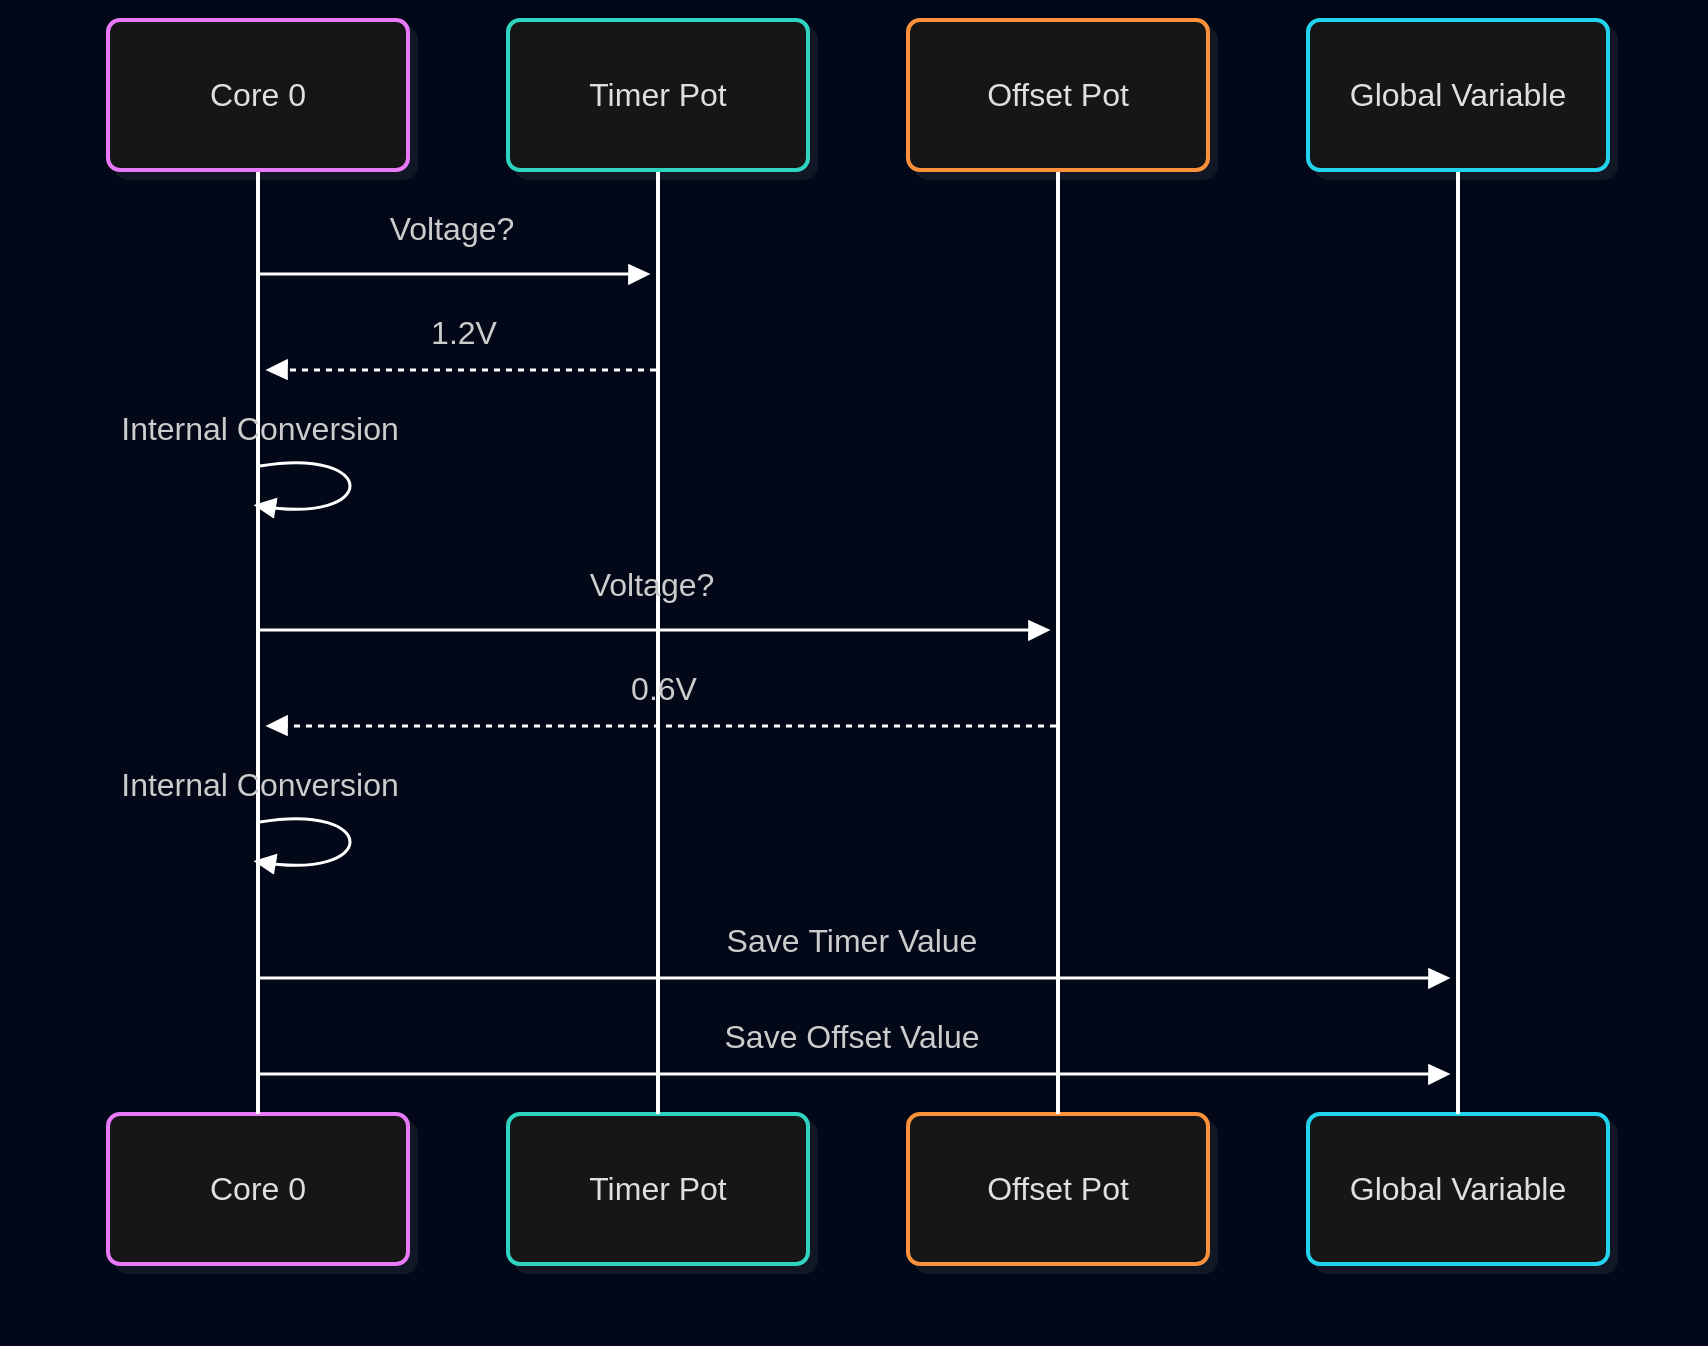 Core 0
Timer Pot
Offset Pot
Global Variable
Voltage?
1.2V
Internal Conversion
Voltage?
0.6V
Internal Conversion
Save Timer Value
Save Offset Value
Core 0
Timer Pot
Offset Pot
Global Variable